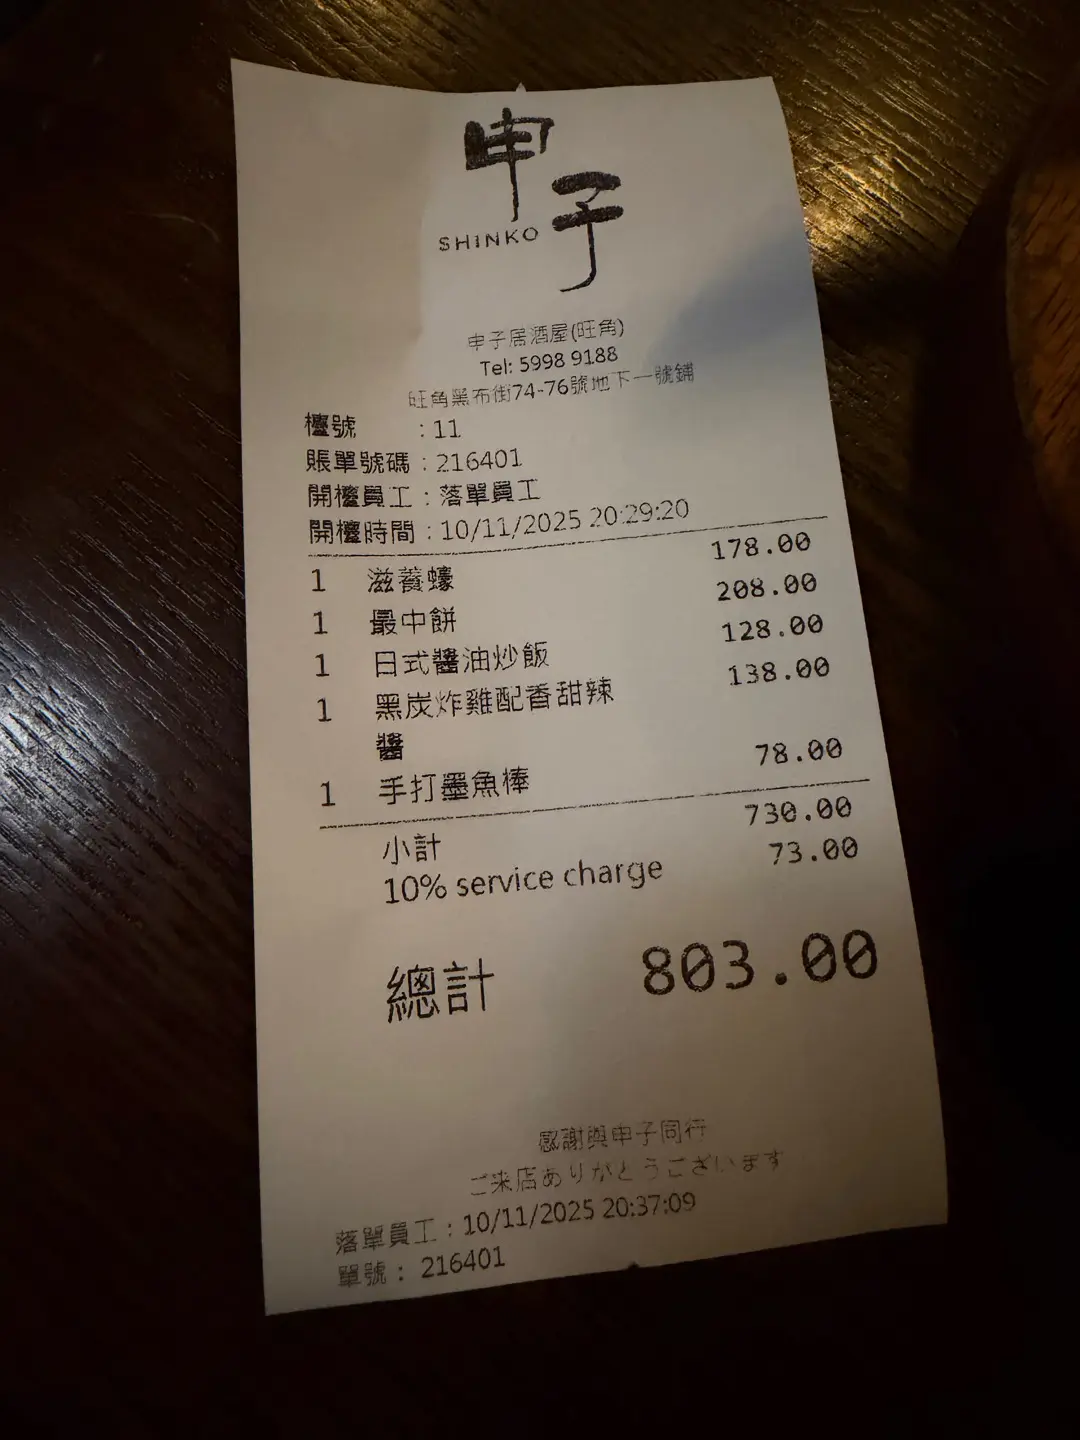 申子
SHINKO
申子居酒屋(旺角)
Tel: 5998 9188
旺角黑布街74-76號地下一號鋪
檯號 : 11
賬單號碼 : 216401
開檯員工 : 落單員工
開檯時間 : 10/11/2025 20:29:20
1 滋養蠔 178.00
1 最中餅 208.00
1 日式醬油炒飯 128.00
1 黑炭炸雞配香甜辣 138.00
醬
1 手打墨魚棒 78.00
小計 730.00
10% service charge 73.00
總計 803.00
感謝與申子同行
ご来店ありがとうございます
落單員工 : 10/11/2025 20:37:09
單號 : 216401